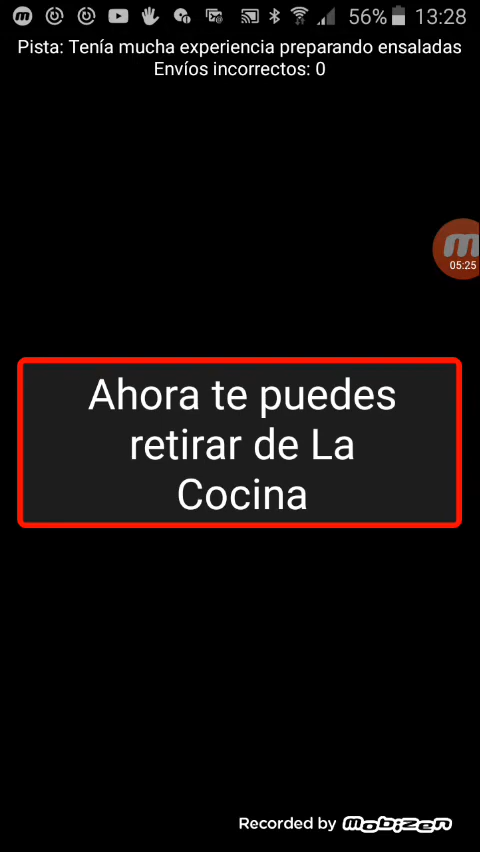 56% 13:28
Pista: Tenía mucha experiencia preparando ensaladas
Envíos incorrectos: 0
05:25
Ahora te puedes
retirar de La
Cocina
Recorded by Mobizen